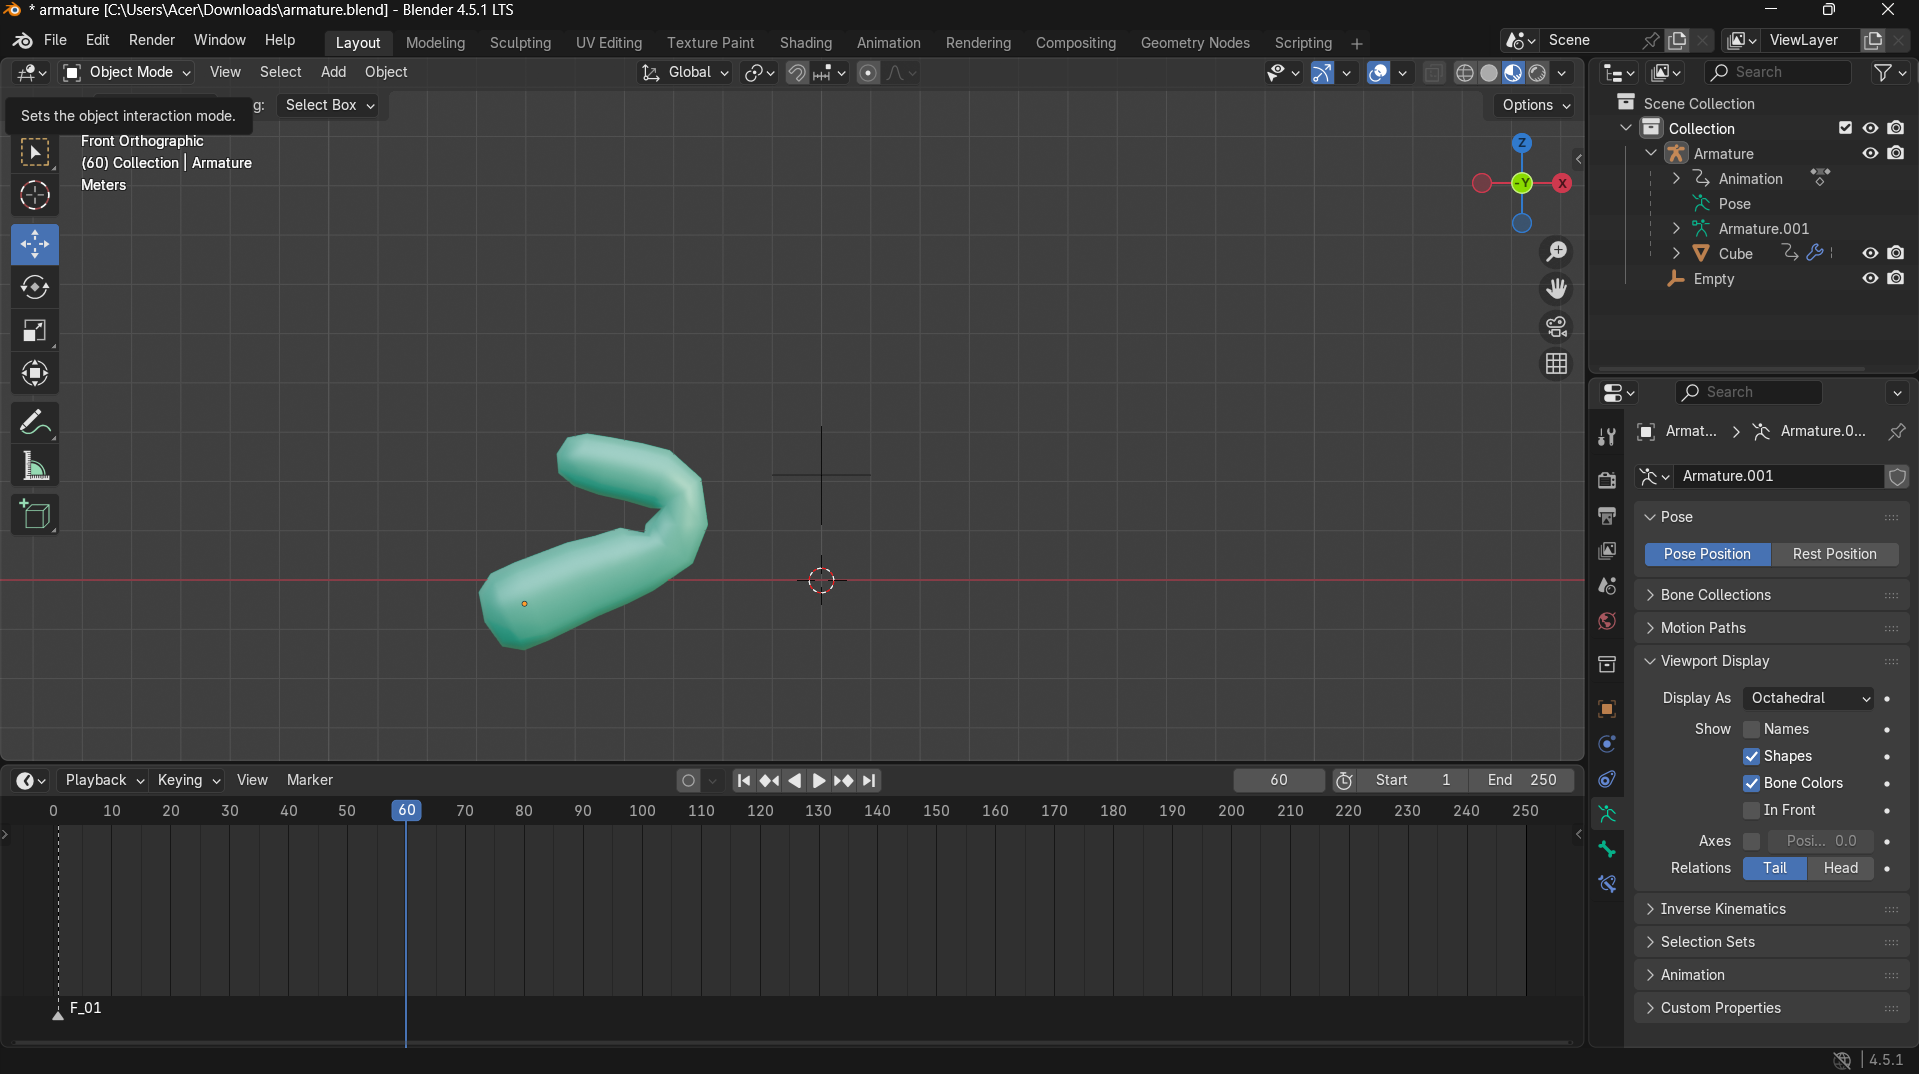 * armature [C:\Users\Acer\Downloads\armature.blend] - Blender 4.5.1 LTS
File Edit Render Window Help Layout Modeling Sculpting UV Editing Texture Paint Shading Animation Rendering Compositing Geometry Nodes Scripting + Scene ViewLayer
Object Mode View Select Add Object Global Search
g: Select Box Options
Sets the object interaction mode.
Front Orthographic
(60) Collection | Armature
Meters
Z
-Y X
Scene Collection
Collection
Armature
Animation
Pose
Armature.001
Cube
Empty
Search
Armat... > Armature.0...
Armature.001
Pose
Pose Position Rest Position
Bone Collections
Motion Paths
Viewport Display
Display As Octahedral
Show Names
Shapes
Bone Colors
In Front
Axes Posi... 0.0
Relations Tail Head
Inverse Kinematics
Selection Sets
Animation
Custom Properties
Playback Keying View Marker 60 Start 1 End 250
0 10 20 30 40 50 60 70 80 90 100 110 120 130 140 150 160 170 180 190 200 210 220 230 240 250
F_01
4.5.1